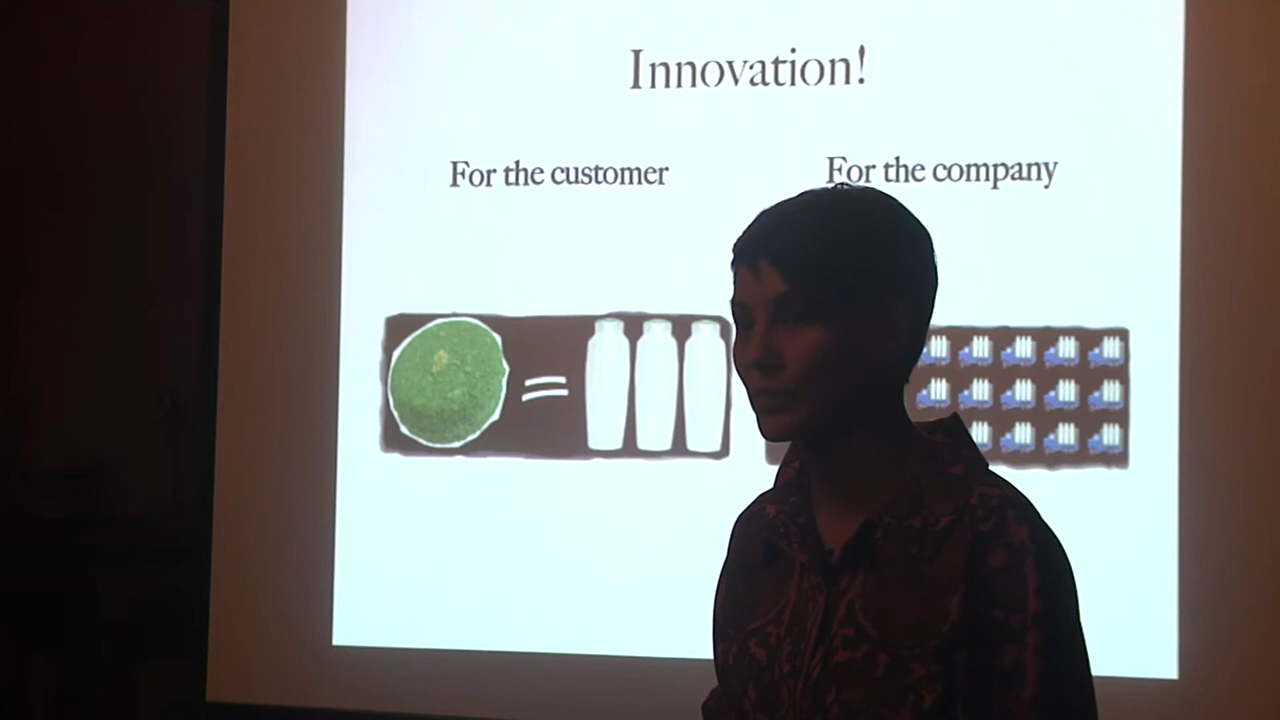 Innovation!
For the customer
For the company
=